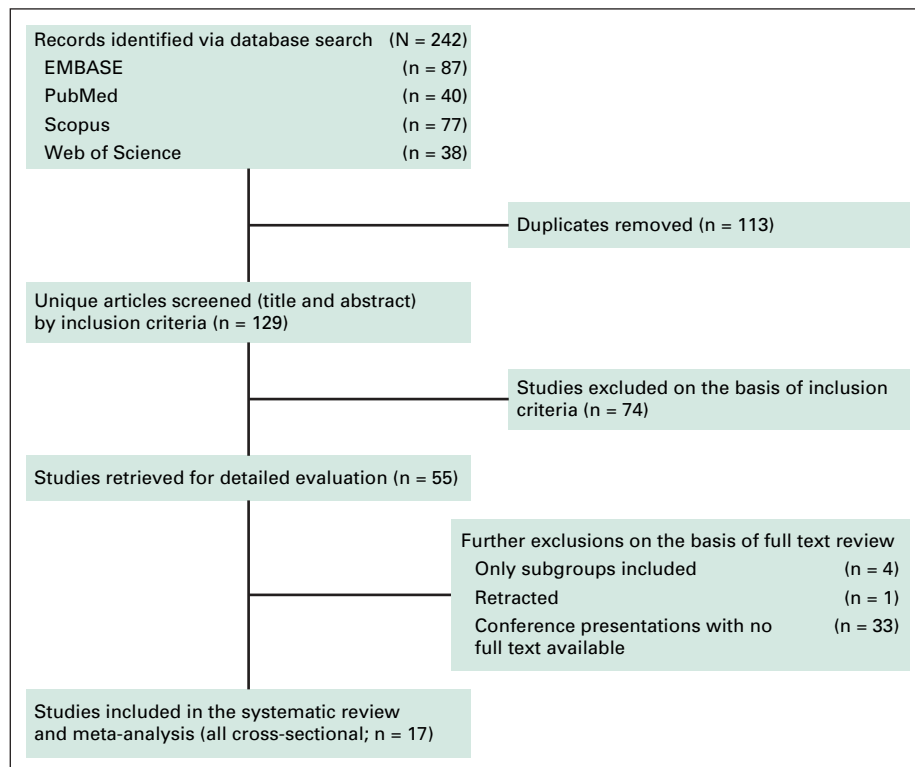 Records identified via database search (N = 242)
EMBASE (n = 87)
PubMed (n = 40)
Scopus (n = 77)
Web of Science (n = 38)
Duplicates removed (n = 113)
Unique articles screened (title and abstract)
by inclusion criteria (n = 129)
Studies excluded on the basis of inclusion
criteria (n = 74)
Studies retrieved for detailed evaluation (n = 55)
Further exclusions on the basis of full text review
Only subgroups included (n = 4)
Retracted (n = 1)
Conference presentations with no (n = 33)
full text available
Studies included in the systematic review
and meta-analysis (all cross-sectional; n = 17)